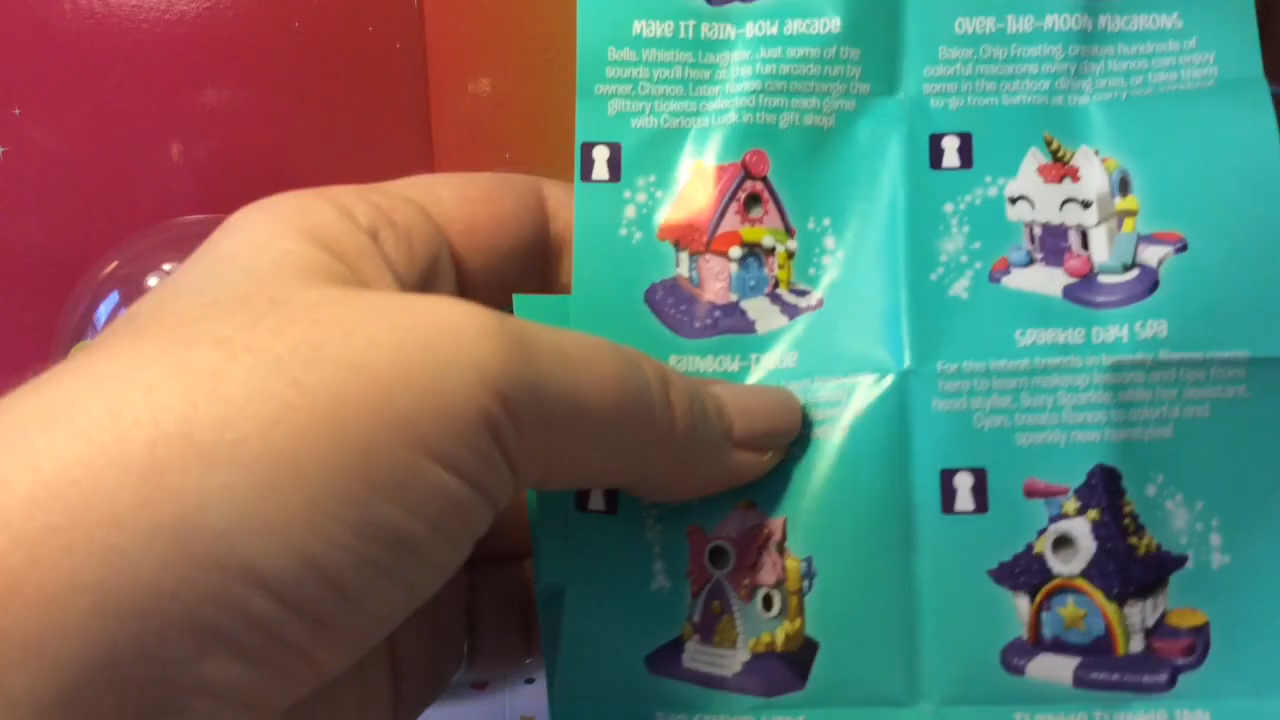 MAKE IT RAIN-BOW ARCADE
Bells. Whistles. Laughter. Just some of the
sounds you'll hear at this fun arcade run by
owner, Chance. Later, Nanos can exchange the
glittery tickets collected from each game
with Carlotta Luck in the gift shop!
OVER-THE-MOON MACARONS
Baker, Chip Frosting, creates hundreds of
colorful macarons every day! Nanos can enjoy
some in the outdoor dining area, or take them
to-go from Saffron at the
RAINBOW-
SPARKLE DAY SPA
For the latest trends in beauty, Nanos
here to learn makeup lessons and tips from
head stylist, Suzy Sparkle, while her assistant,
Cyan, treats Nanos to colorful and
sparkly new hairstyles!